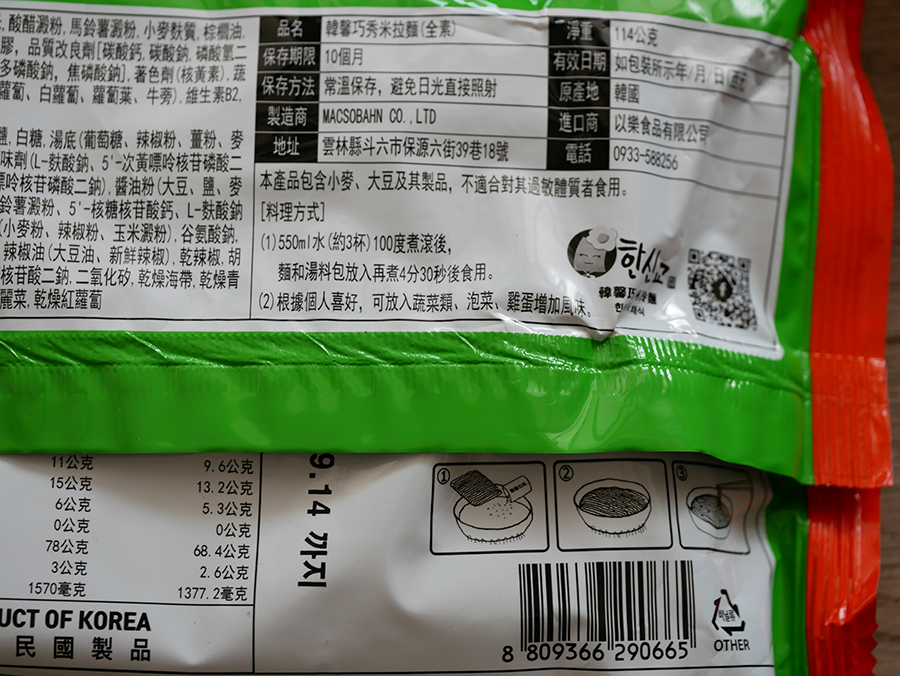 酸醋澱粉, 馬鈴薯澱粉, 小麥麩質, 棕櫚油,
膠, 品質改良劑[碳酸鈣, 碳酸鈉, 磷酸氫二
多磷酸鈉, 焦磷酸鈉], 著色劑(核黃素), 蔬
蘿蔔、白蘿蔔、蘿蔔葉、牛蒡), 維生素B2,
鹽, 白糖, 湯底(葡萄糖、辣椒粉、薑粉、麥
味劑(L-麩酸鈉、5'-次黃嘌呤核苷磷酸二
嘌呤核苷磷酸二鈉), 醬油粉(大豆、鹽、麥
鈴薯澱粉、5'-核糖核苷酸鈣、L-麩酸鈉
(小麥粉、辣椒粉、玉米澱粉), 谷氨酸鈉,
辣椒油(大豆油、新鮮辣椒), 乾辣椒, 胡
核苷酸二鈉, 二氧化矽, 乾燥海帶, 乾燥青
麗菜, 乾燥紅蘿蔔
品名 韓馨巧秀米拉麵(全素) 淨重 114公克
保存期限 10個月 有效日期 如包裝所示年/月/日(西元)
保存方法 常溫保存, 避免日光直接照射 原產地 韓國
製造商 MACSOBAHN CO.,LTD 進口商 以樂食品有限公司
地址 雲林縣斗六市保源六街39巷18號 電話 0933-588256
本產品包含小麥、大豆及其製品, 不適合對其過敏體質者食用。
[料理方式]
(1)550ml水(約3杯)100度煮滾後,
麵和湯料包放入再煮4分30秒後食用。
(2)根據個人喜好, 可放入蔬菜類、泡菜、雞蛋增加風味。
11公克 9.6公克
15公克 13.2公克
6公克 5.3公克
0公克 0公克
78公克 68.4公克
3公克 2.6公克
1570毫克 1377.2毫克
UCT OF KOREA
民國製品
9.14 까지
① ② ③
8 809366 290665
비닐류
OTHER